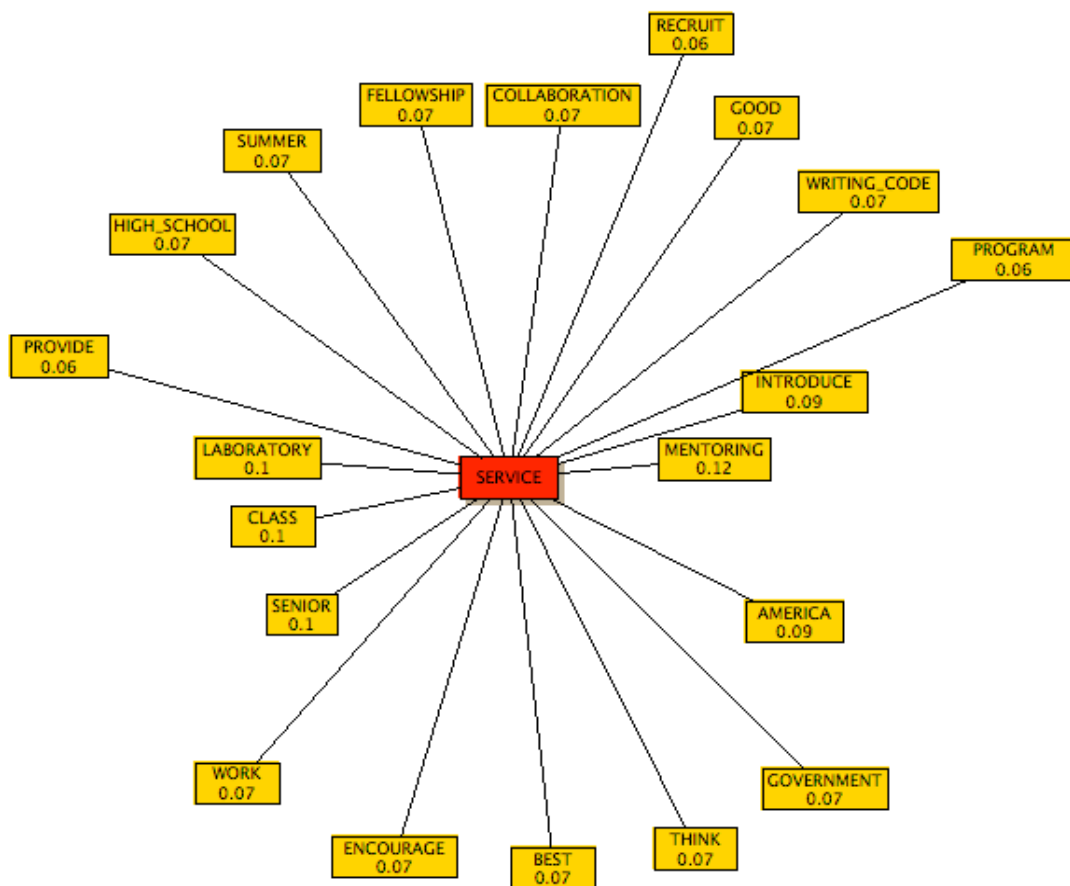 RECRUIT
0.06
FELLOWSHIP
0.07
COLLABORATION
0.07
GOOD
0.07
SUMMER
0.07
WRITING_CODE
0.07
HIGH_SCHOOL
0.07
PROGRAM
0.06
PROVIDE
0.06
INTRODUCE
0.09
LABORATORY
0.1
SERVICE
MENTORING
0.12
CLASS
0.1
SENIOR
0.1
AMERICA
0.09
WORK
0.07
GOVERNMENT
0.07
ENCOURAGE
0.07
BEST
0.07
THINK
0.07